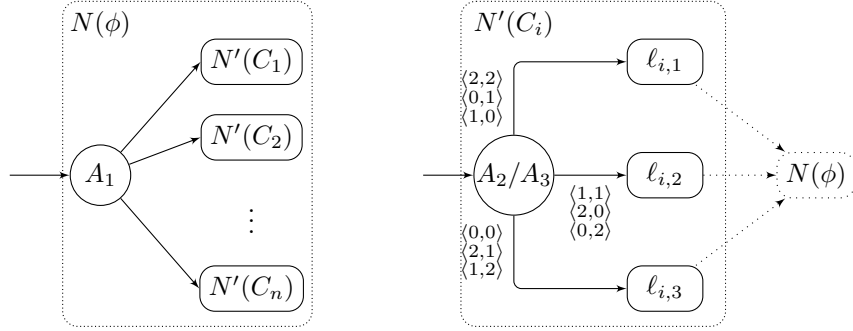 N(ϕ)
A₁
N′(C₁)
N′(C₂)
⋮
N′(Cₙ)
N′(Cᵢ)
⟨2,2⟩
⟨0,1⟩
⟨1,0⟩
A₂/A₃
⟨1,1⟩
⟨2,0⟩
⟨0,2⟩
⟨0,0⟩
⟨2,1⟩
⟨1,2⟩
ℓᵢ,₁
ℓᵢ,₂
ℓᵢ,₃
N(ϕ)